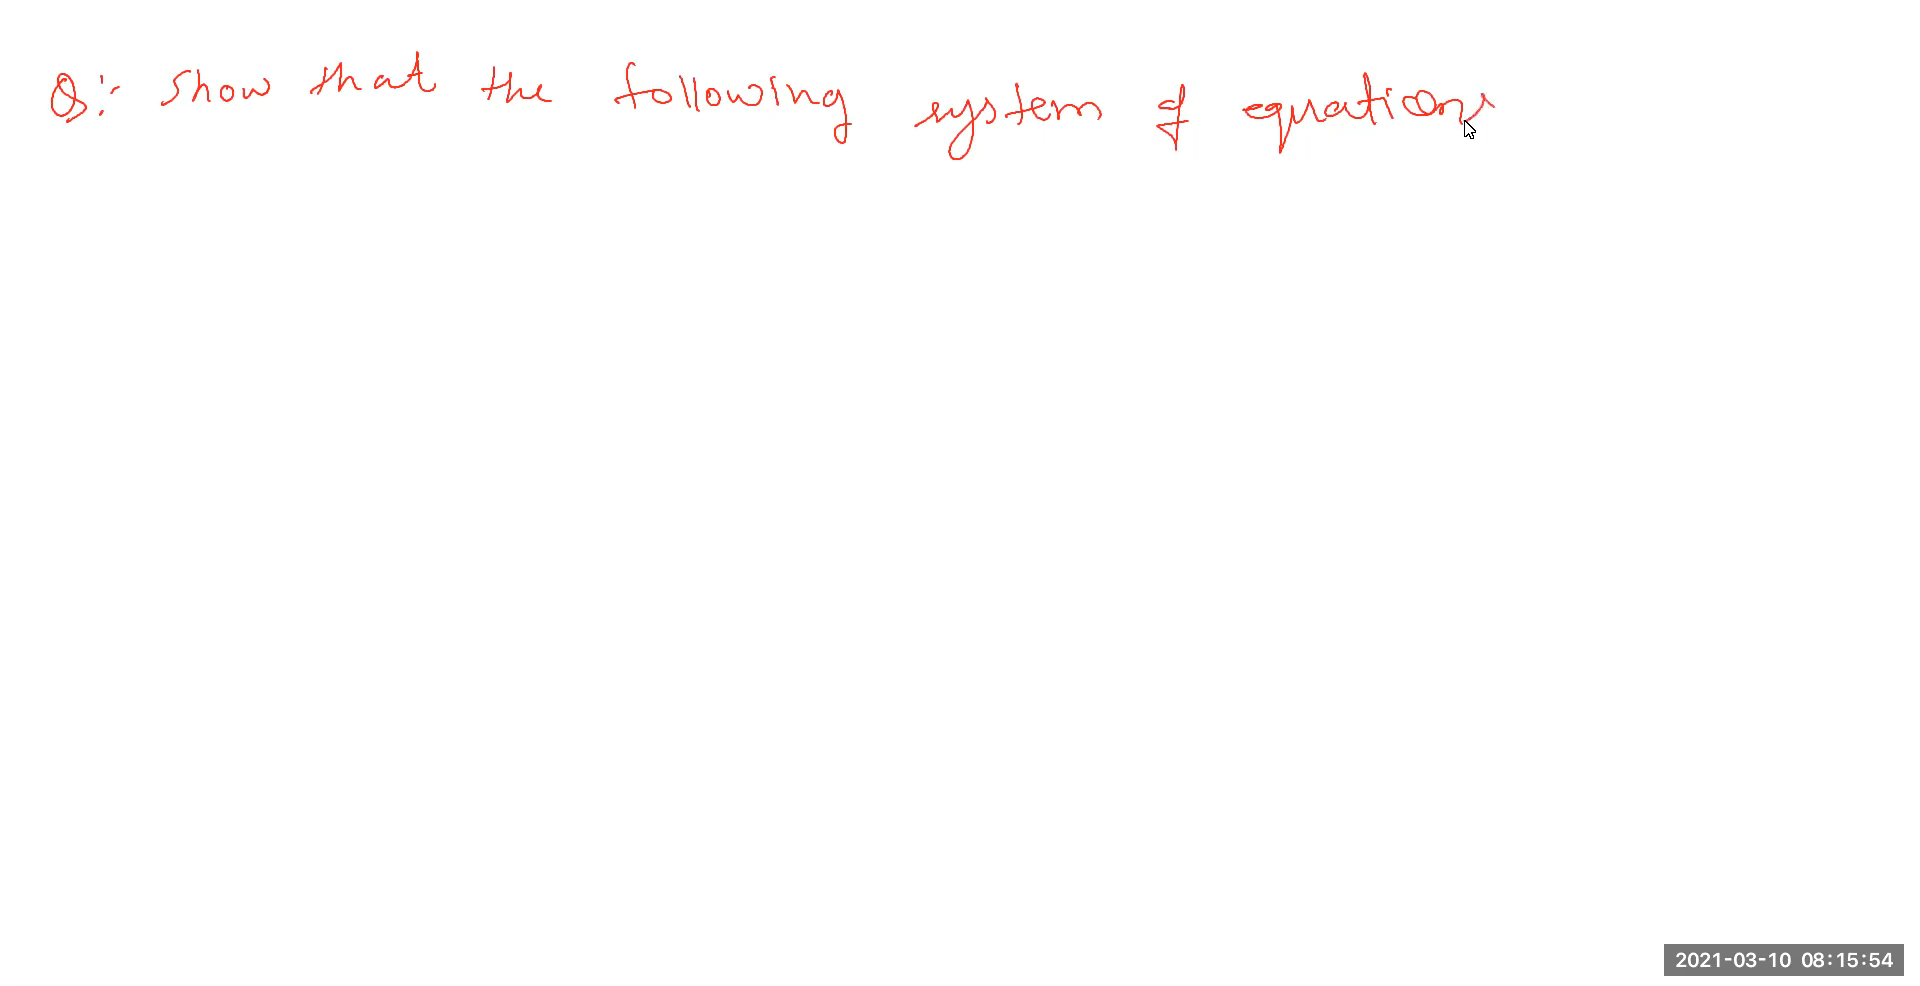 Q:- Show that the following system of equations
2021-03-10 08:15:54